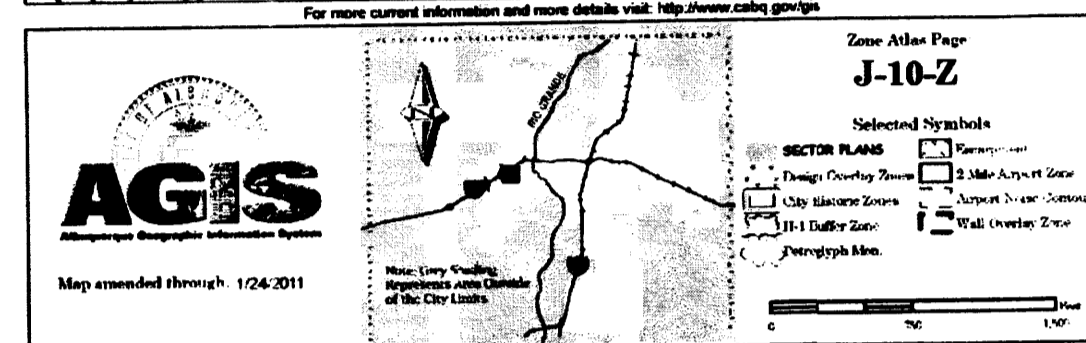 For more current information and more details visit: http://www.cabq.gov/gis
AGIS
Albuquerque Geographic Information System
Map amended through: 1/24/2011
RIO GRANDE
Note: Grey Shading
Represents Area Outside
of the City Limits
Zone Atlas Page
J-10-Z
Selected Symbols
SECTOR PLANS
Design Overlay Zones
City Historic Zones
H-1 Buffer Zone
Petroglyph Mon.
Escarpment
2 Mile Airport Zone
Airport Noise Contour
Wall Overlay Zone
Feet
0 750 1,500